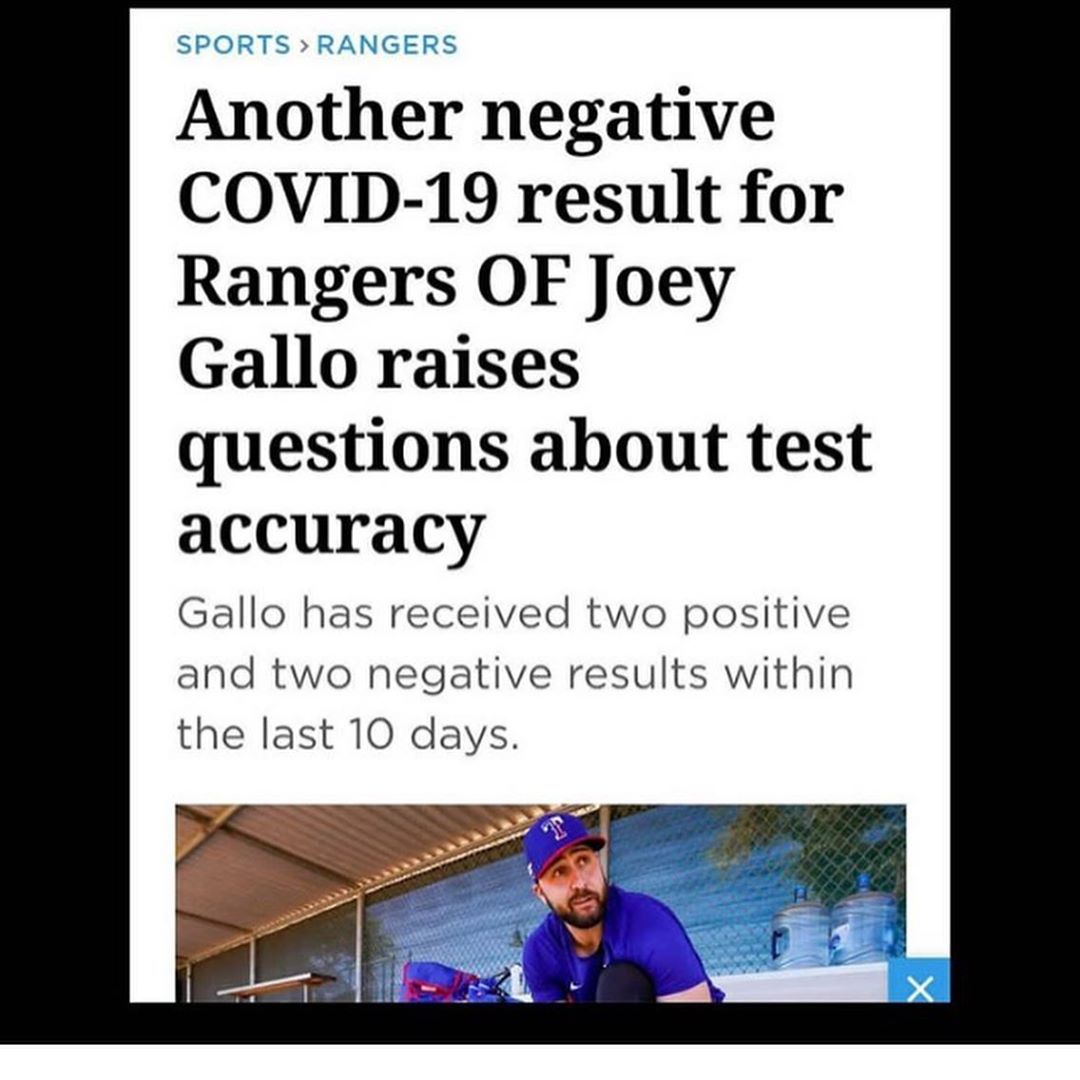 SPORTS > RANGERS
Another negative
COVID-19 result for
Rangers OF Joey
Gallo raises
questions about test
accuracy
Gallo has received two positive
and two negative results within
the last 10 days.
T